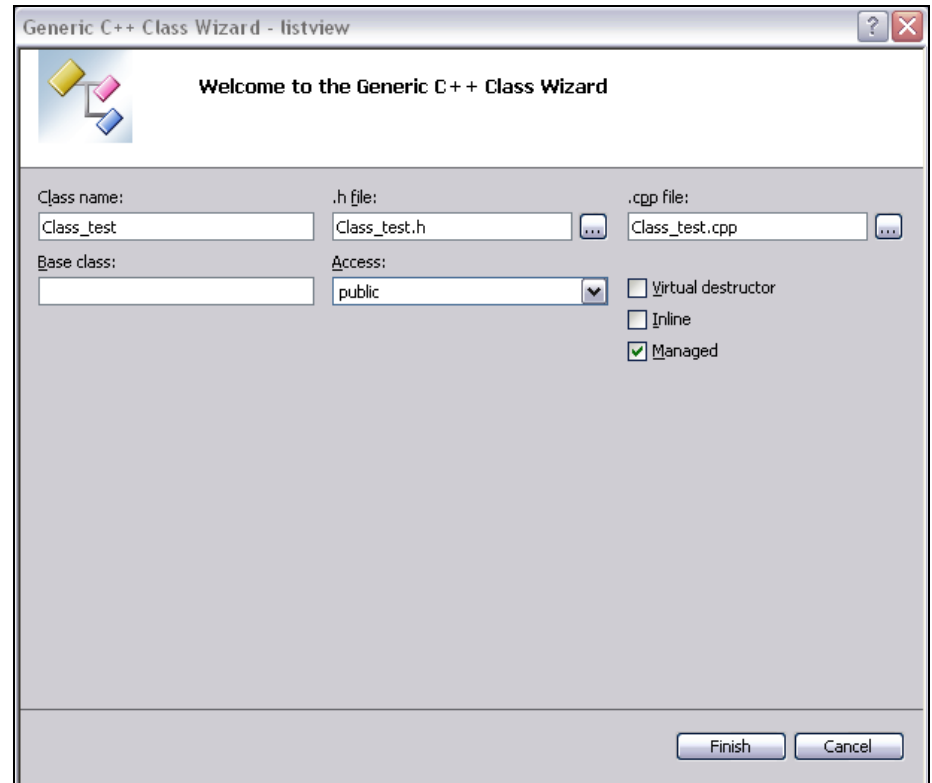 Generic C++ Class Wizard - listview
Welcome to the Generic C++ Class Wizard
Class name:
.h file:
.cpp file:
Class_test
Class_test.h
...
Class_test.cpp
...
Base class:
Access:
public
Virtual destructor
Inline
Managed
Finish
Cancel